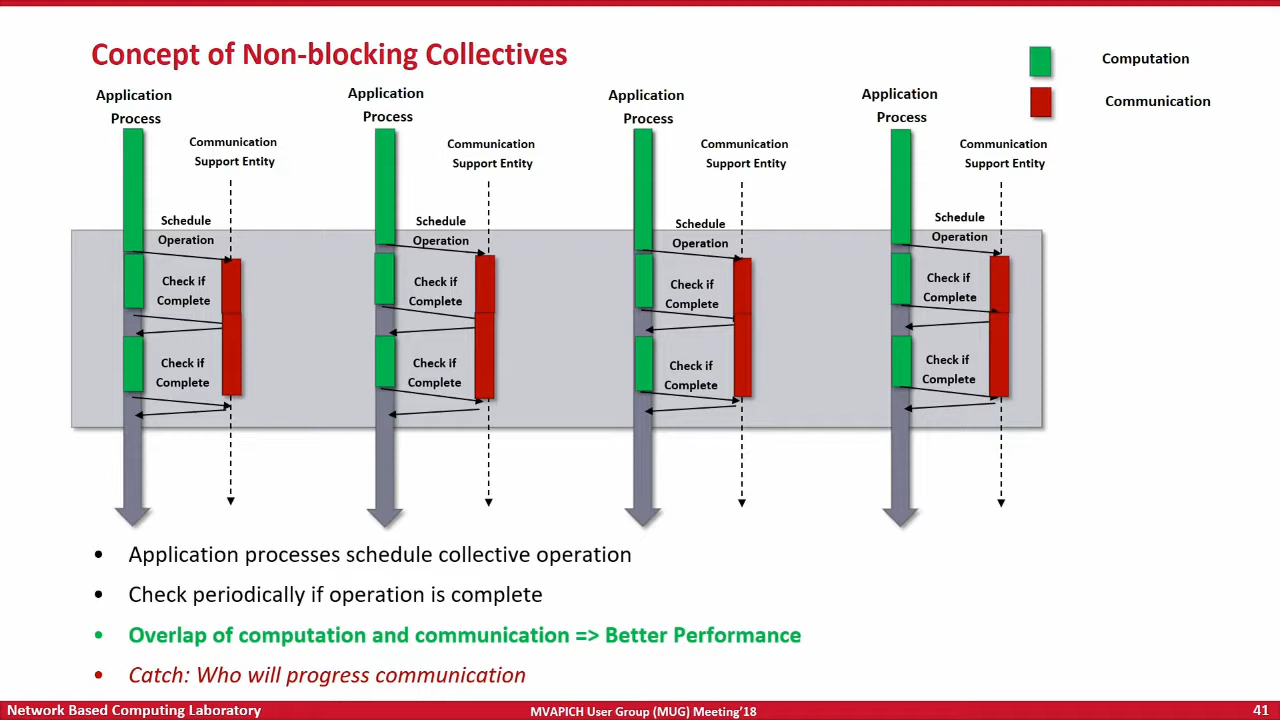 Concept of Non-blocking Collectives
Computation
Communication
Application
Process
Communication
Support Entity
Schedule
Operation
Check if
Complete
Check if
Complete
Application
Process
Communication
Support Entity
Schedule
Operation
Check if
Complete
Check if
Complete
Application
Process
Communication
Support Entity
Schedule
Operation
Check if
Complete
Check if
Complete
Application
Process
Communication
Support Entity
Schedule
Operation
Check if
Complete
Check if
Complete
• Application processes schedule collective operation
• Check periodically if operation is complete
• Overlap of computation and communication => Better Performance
• Catch: Who will progress communication
Network Based Computing Laboratory
MVAPICH User Group (MUG) Meeting'18
41